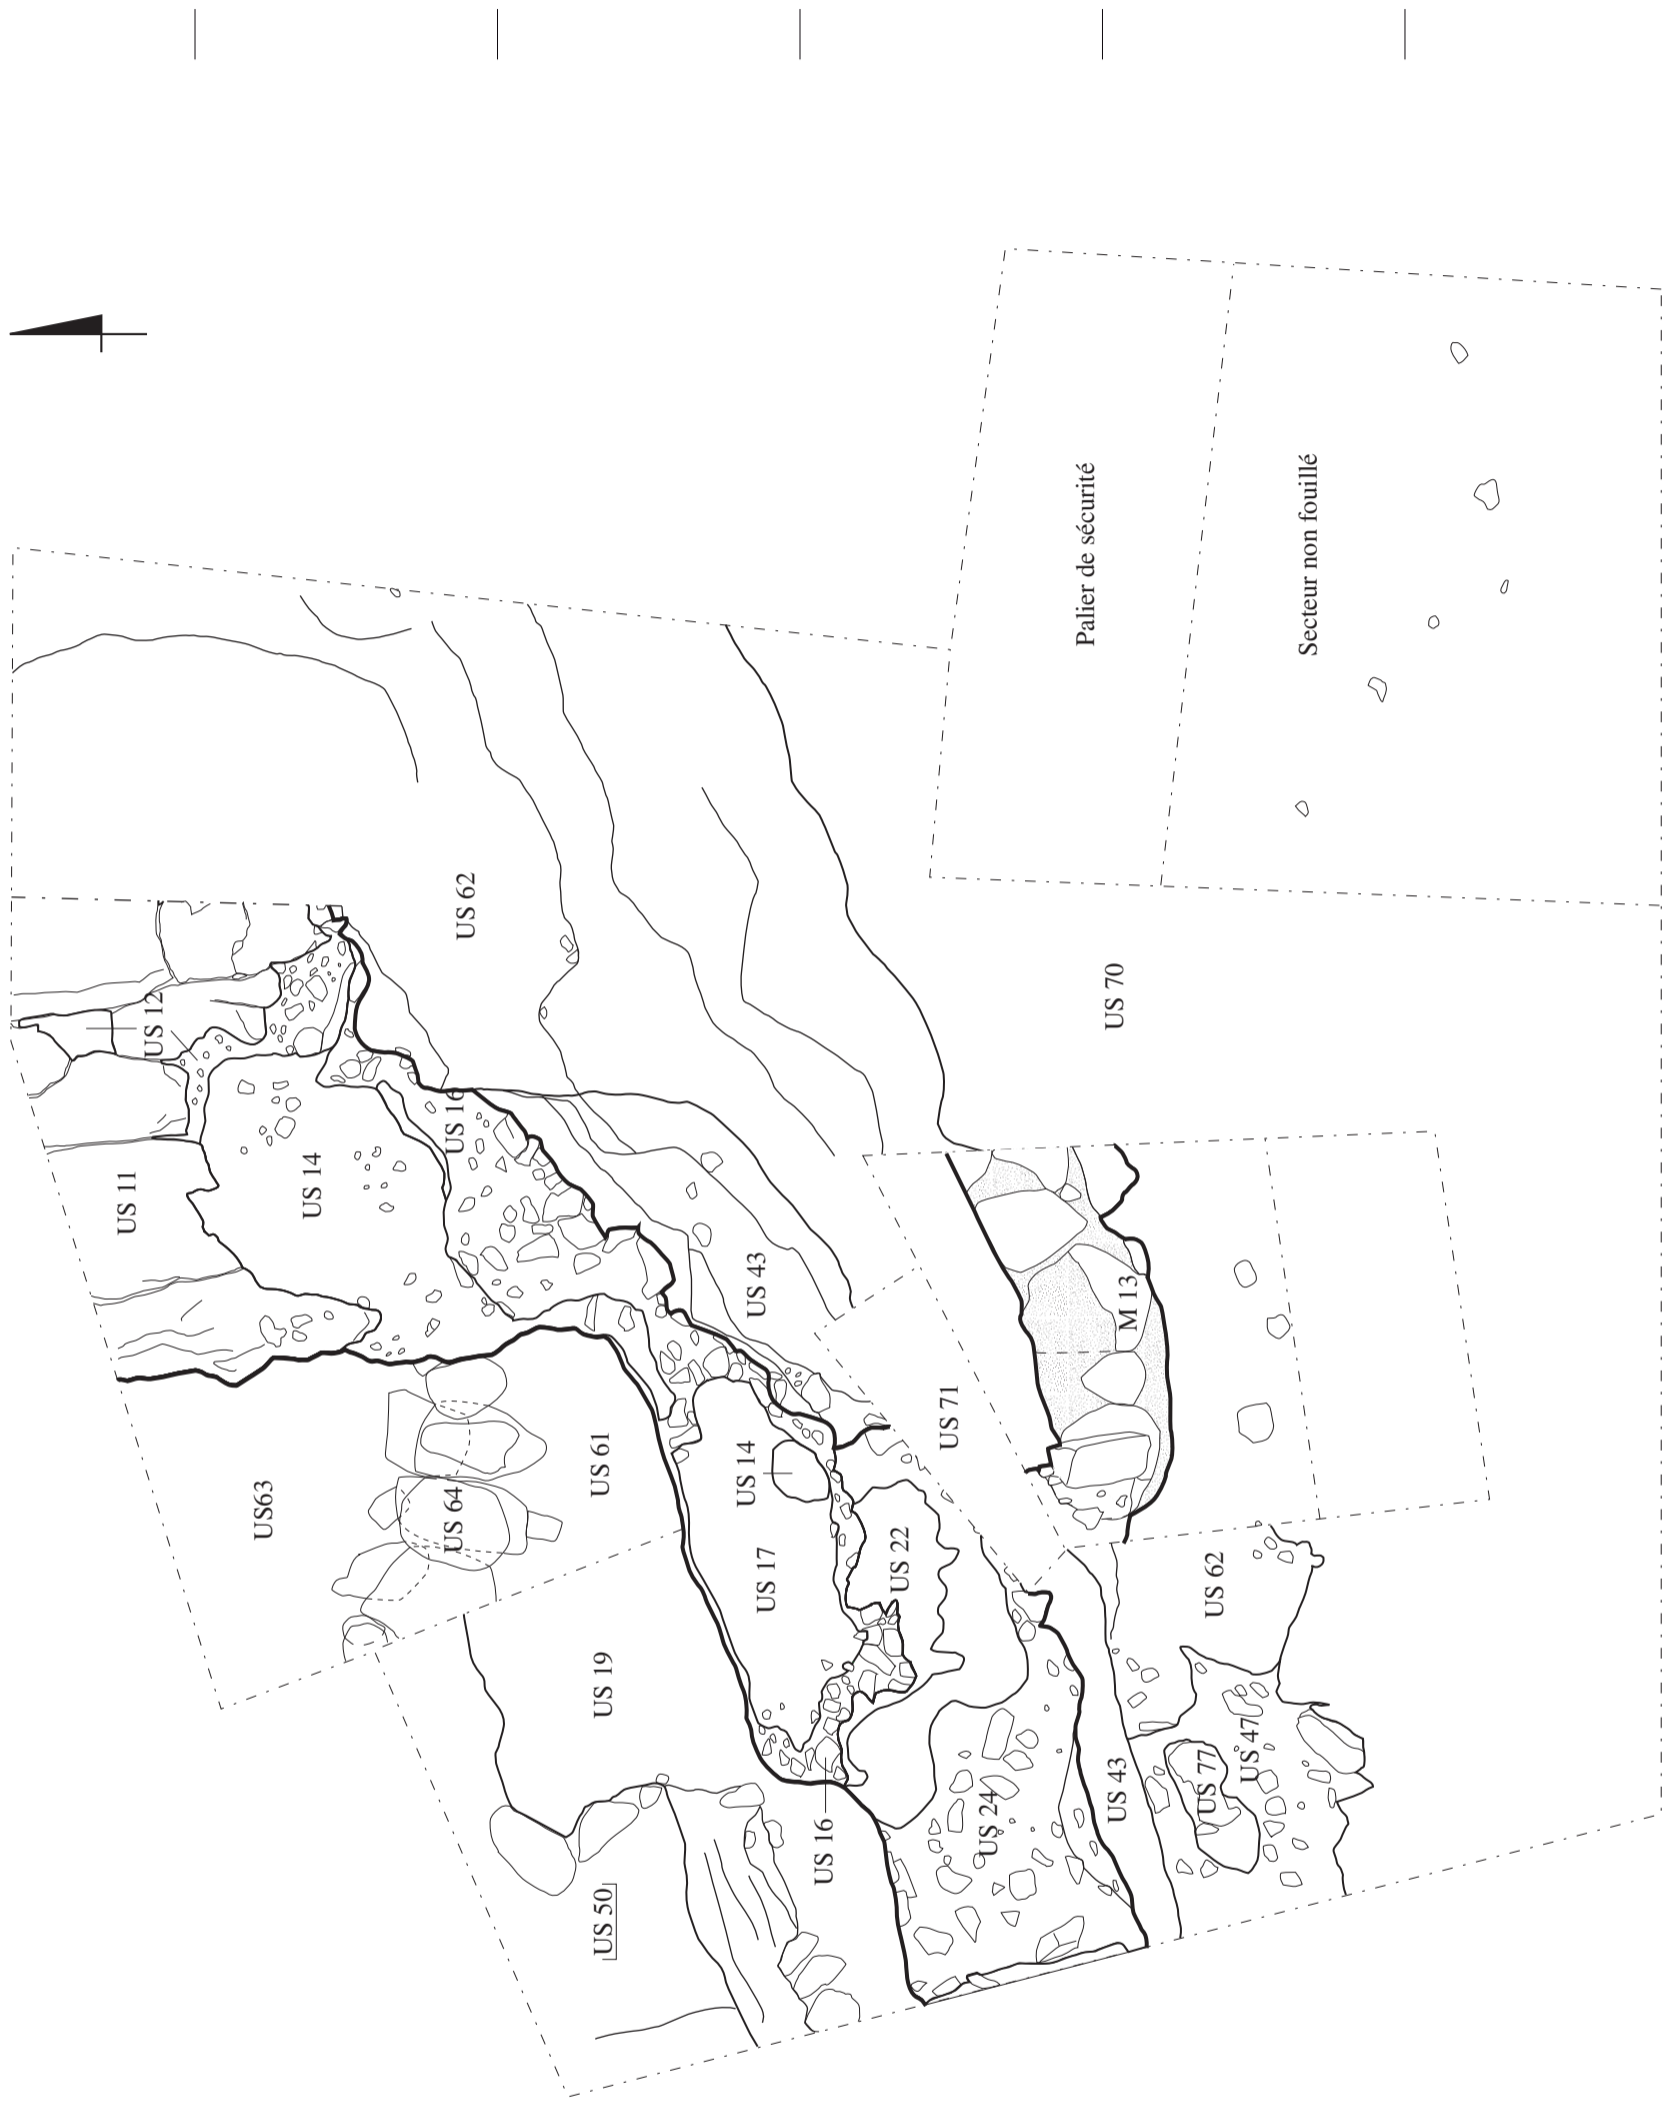 US 12
US 11
US 14
US 62
US 16
US 43
US63
US 64
US 61
US 14
US 17
US 22
US 19
US 50
US 16
US 24
US 43
US 71
M 13
US 70
Palier de sécurité
Secteur non fouillé
US 62
US 47
US 77